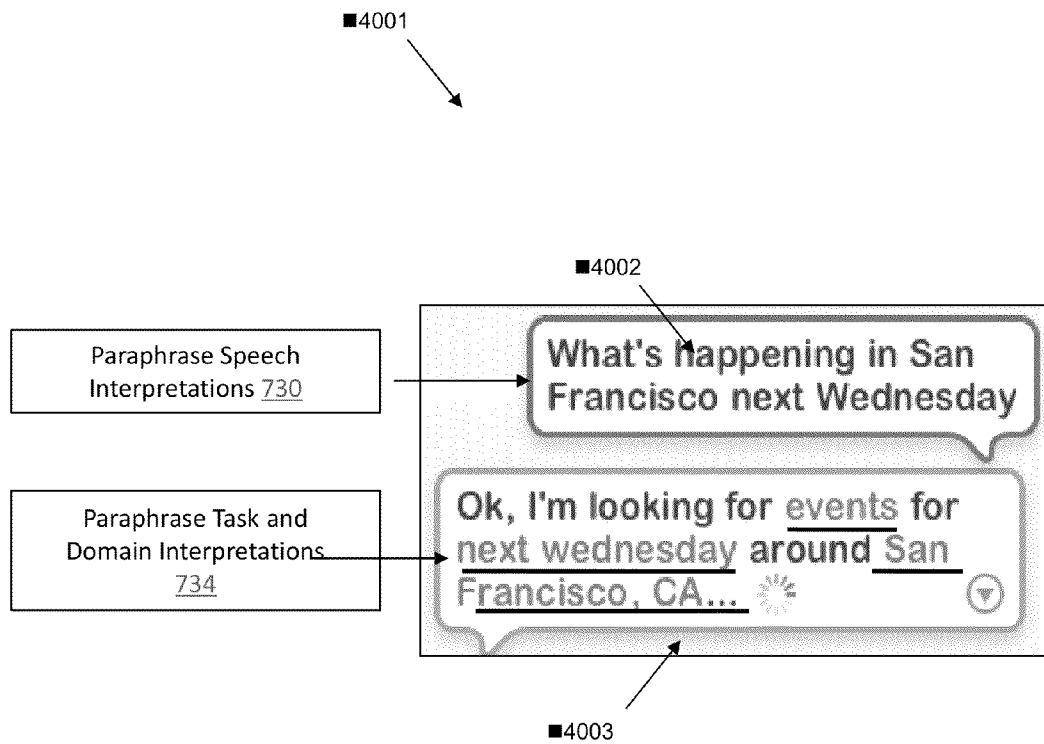 ■4001
■4002
Paraphrase Speech
Interpretations 730
What's happening in San
Francisco next Wednesday
Paraphrase Task and
Domain Interpretations
734
Ok, I'm looking for events for
next wednesday around San
Francisco, CA...
■4003